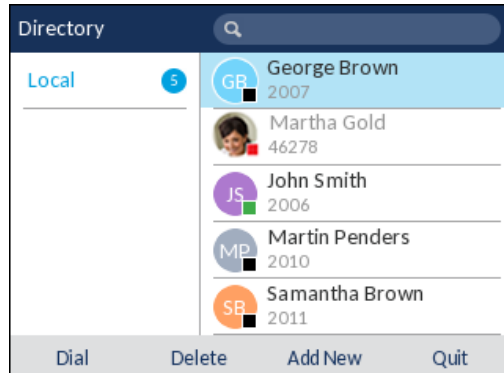 Directory
Local 5
GB George Brown
2007
Martha Gold
46278
JS John Smith
2006
MP Martin Penders
2010
SB Samantha Brown
2011
Dial Delete Add New Quit